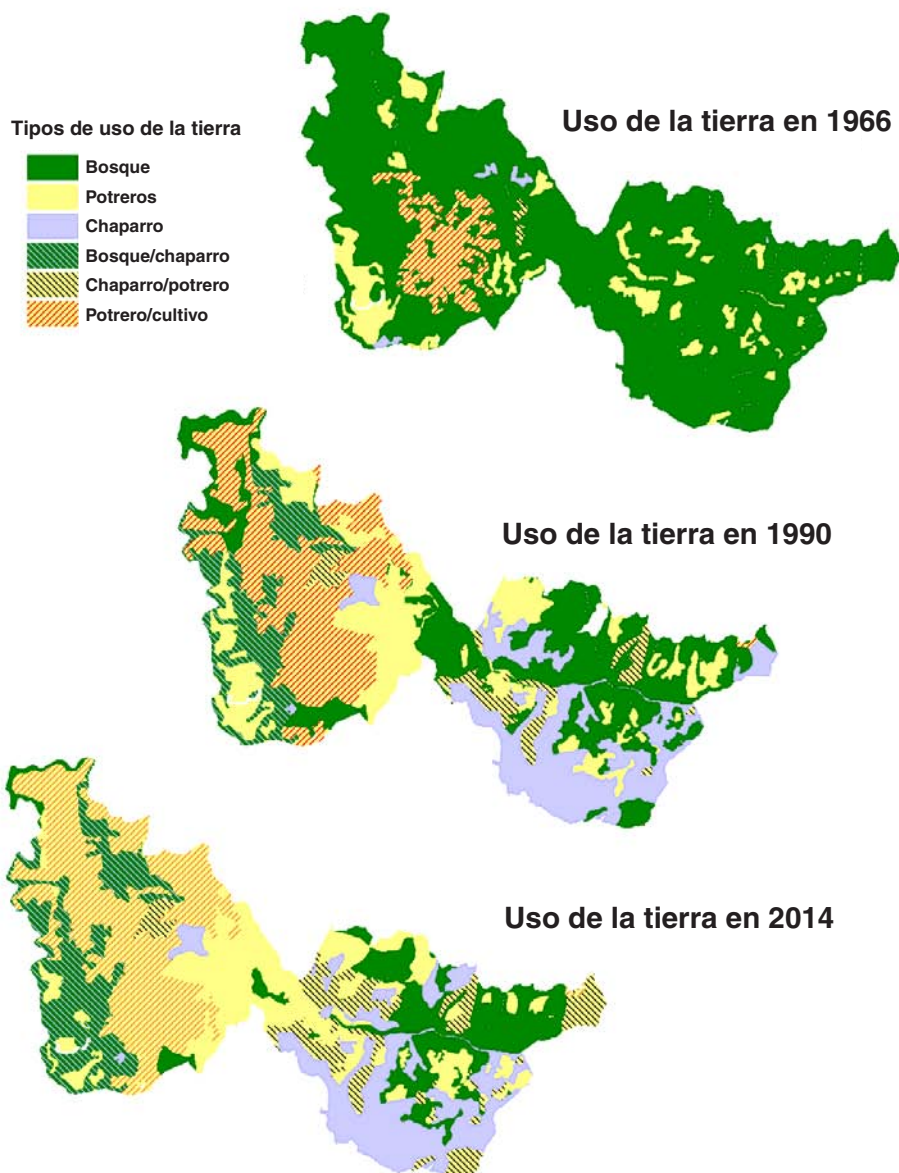 Uso de la tierra en 1966
Tipos de uso de la tierra
Bosque
Potreros
Chaparro
Bosque/chaparro
Chaparro/potrero
Potrero/cultivo
Uso de la tierra en 1990
Uso de la tierra en 2014